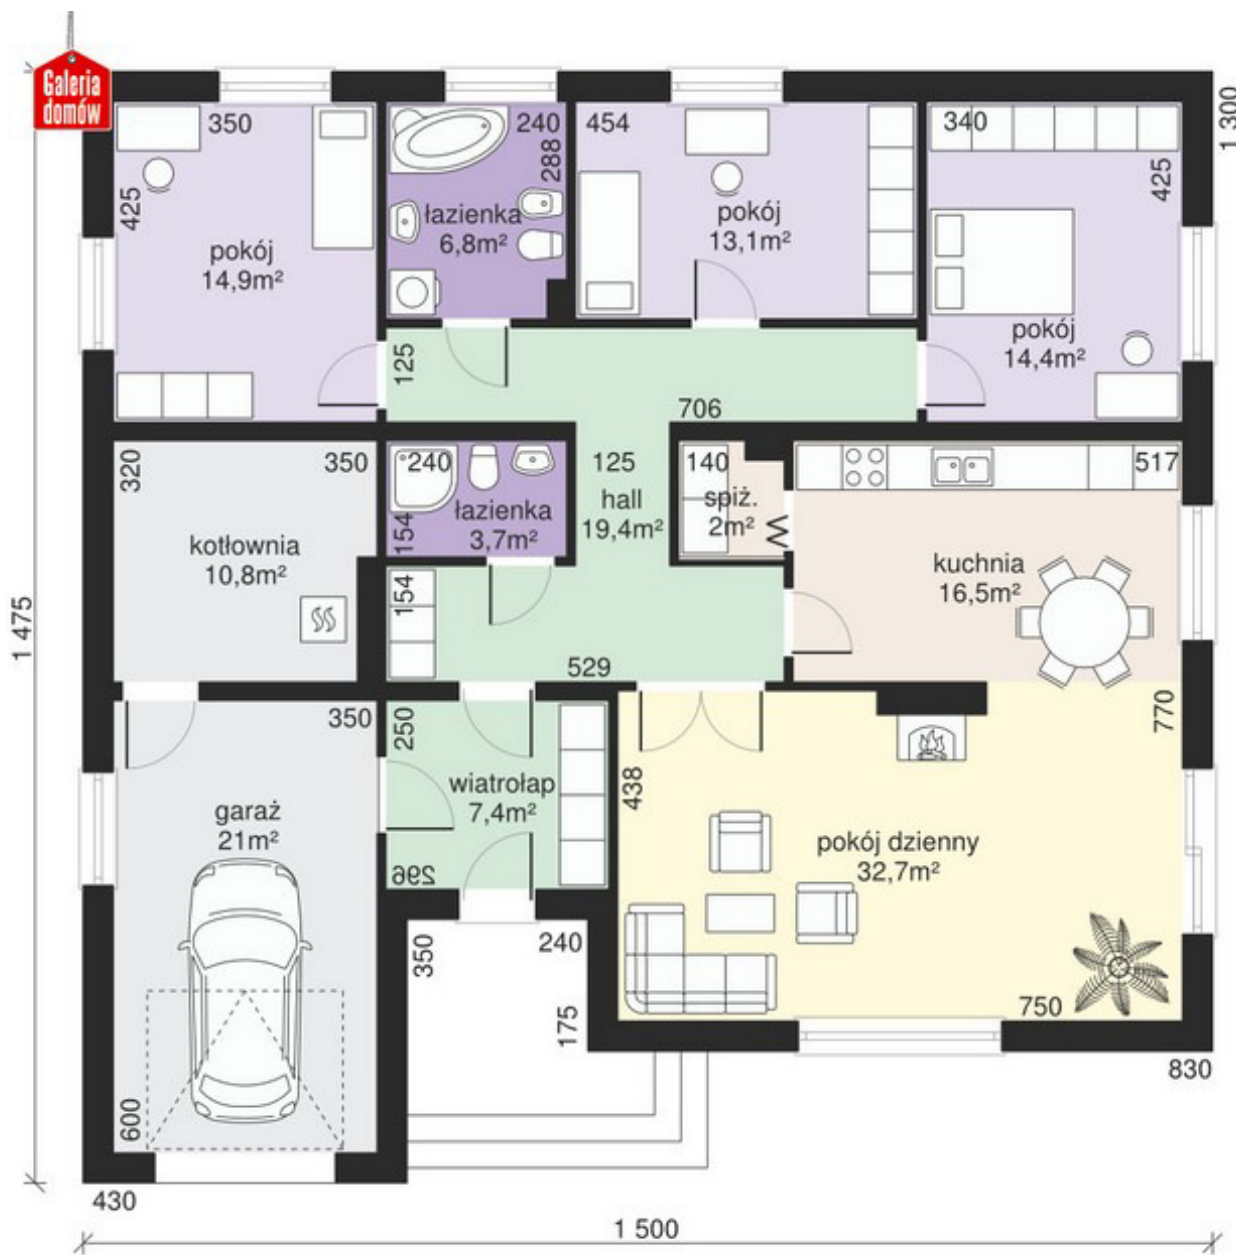 Galeria
domów
350
425
pokój
14,9m²
240
288
łazienka
6,8m²
454
pokój
13,1m²
340
425
pokój
14,4m²
1 300
125
706
320
350
kotłownia
10,8m²
240
154
łazienka
3,7m²
125
hall
19,4m²
140
spiż.
2m²
517
kuchnia
16,5m²
154
529
1 475
350
garaż
21m²
600
250
wiatrołap
7,4m²
296
438
770
pokój dzienny
32,7m²
750
350
240
175
830
430
1 500